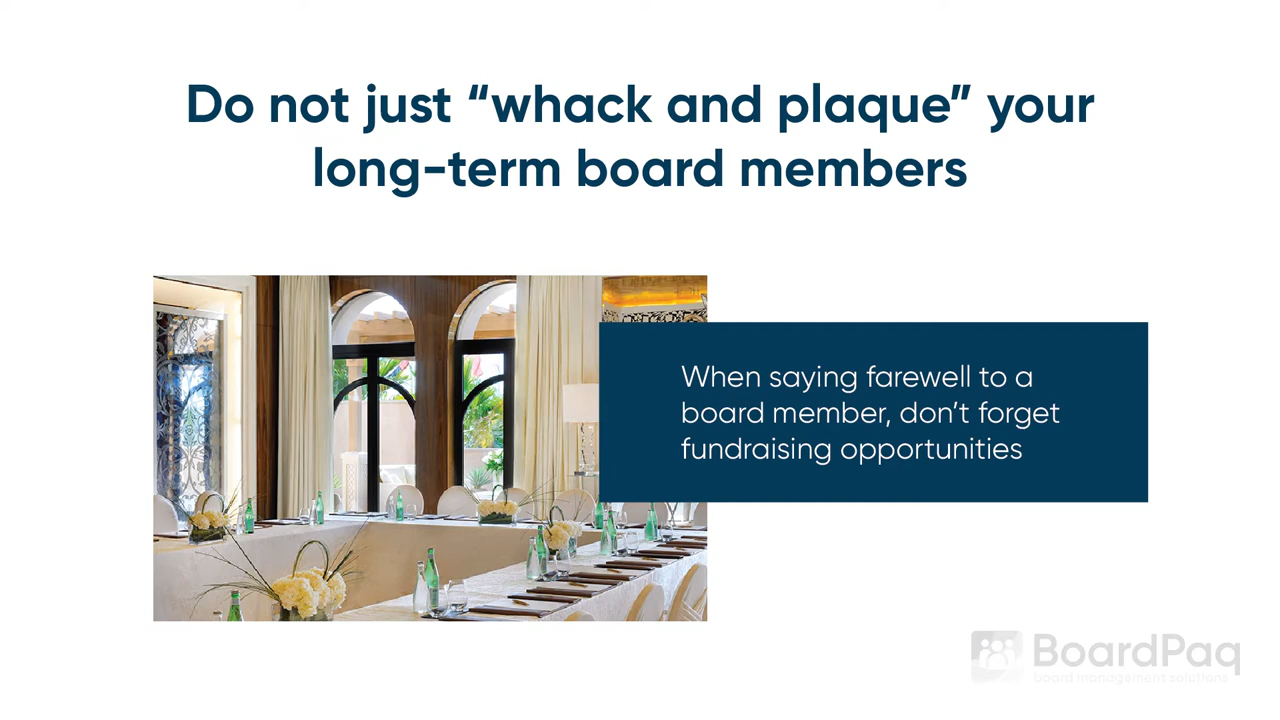 Do not just “whack and plaque” your
long-term board members
When saying farewell to a
board member, don’t forget
fundraising opportunities
BoardPaq
board management solutions